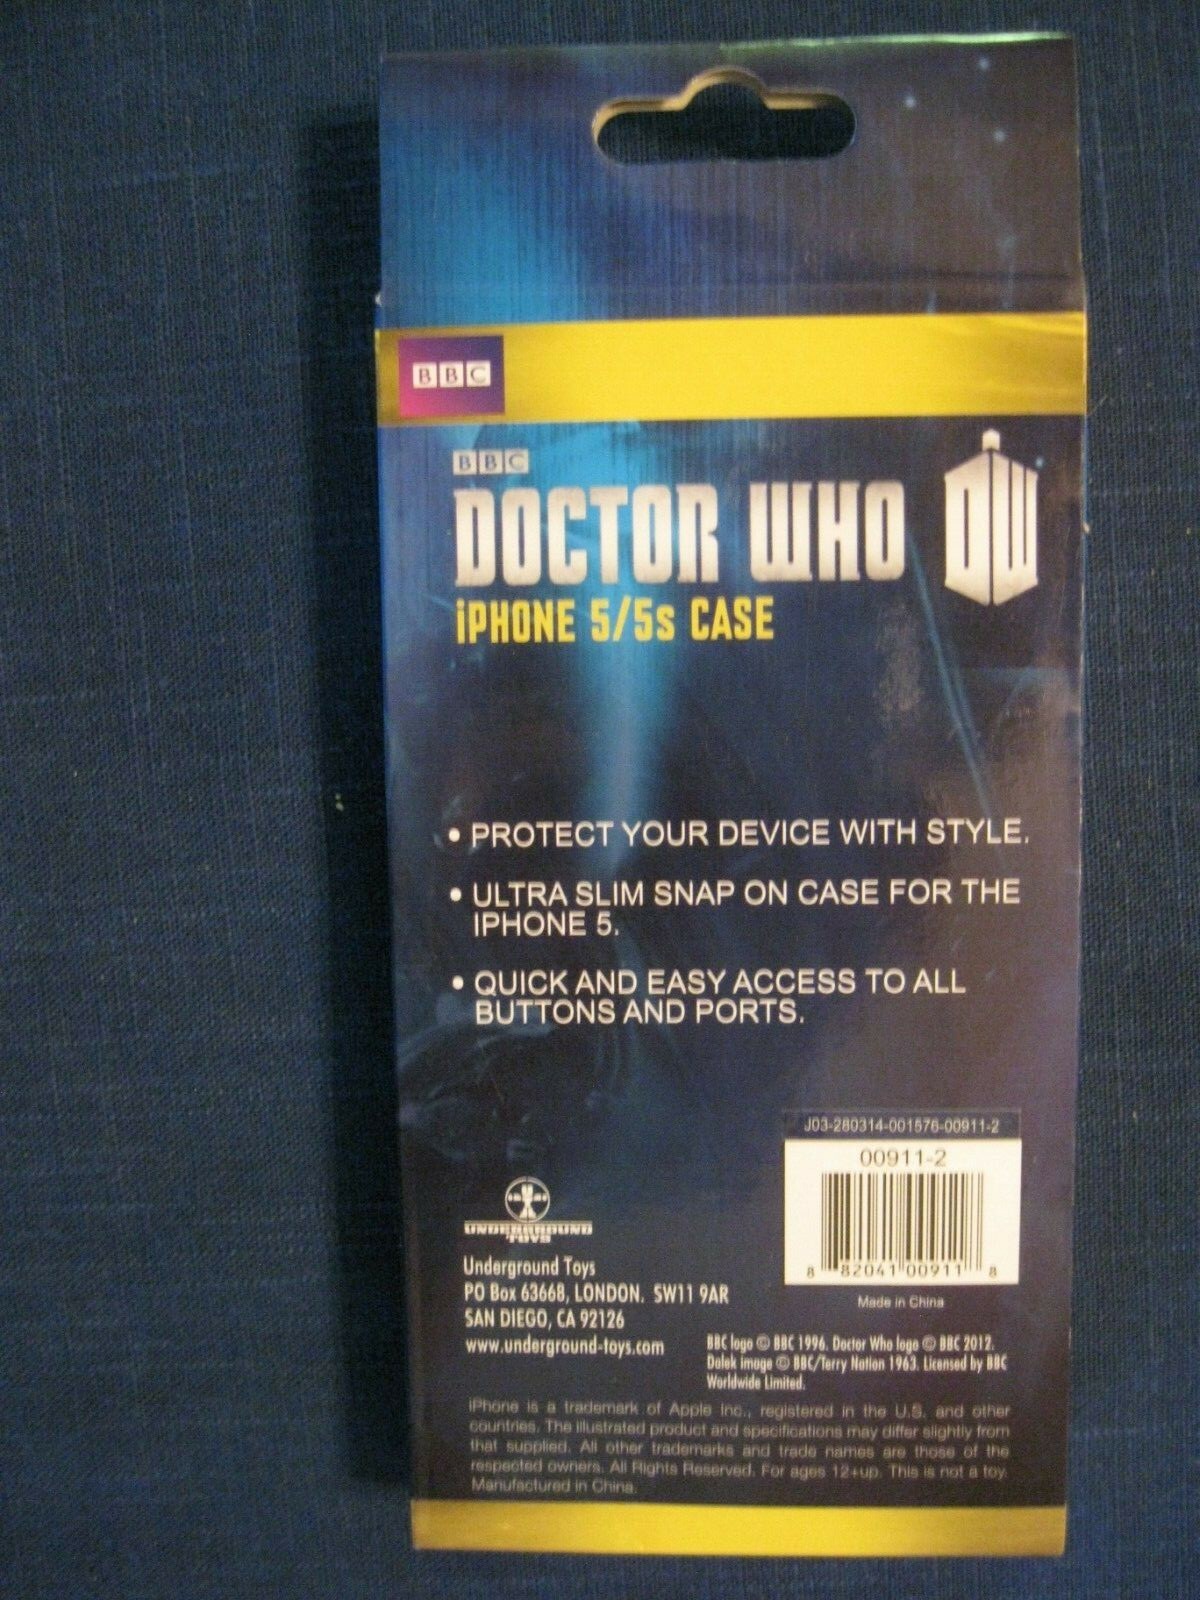 BBC
BBC
DOCTOR WHO
DW
iPHONE 5/5s CASE
• PROTECT YOUR DEVICE WITH STYLE.
• ULTRA SLIM SNAP ON CASE FOR THE
IPHONE 5.
• QUICK AND EASY ACCESS TO ALL
BUTTONS AND PORTS.
J03-280314-001576-00911-2
00911-2
8 82041 00911 8
Made in China
UNDERGROUND
TOYS
Underground Toys
PO Box 63668, LONDON. SW11 9AR
SAN DIEGO, CA 92126
www.underground-toys.com
BBC logo © BBC 1996. Doctor Who logo © BBC 2012.
Dalek image © BBC/Terry Nation 1963. Licensed by BBC
Worldwide Limited.
iPhone is a trademark of Apple Inc., registered in the U.S. and other
countries. The illustrated product and specifications may differ slightly from
that supplied. All other trademarks and trade names are those of the
respected owners. All Rights Reserved. For ages 12+up. This is not a toy.
Manufactured in China.